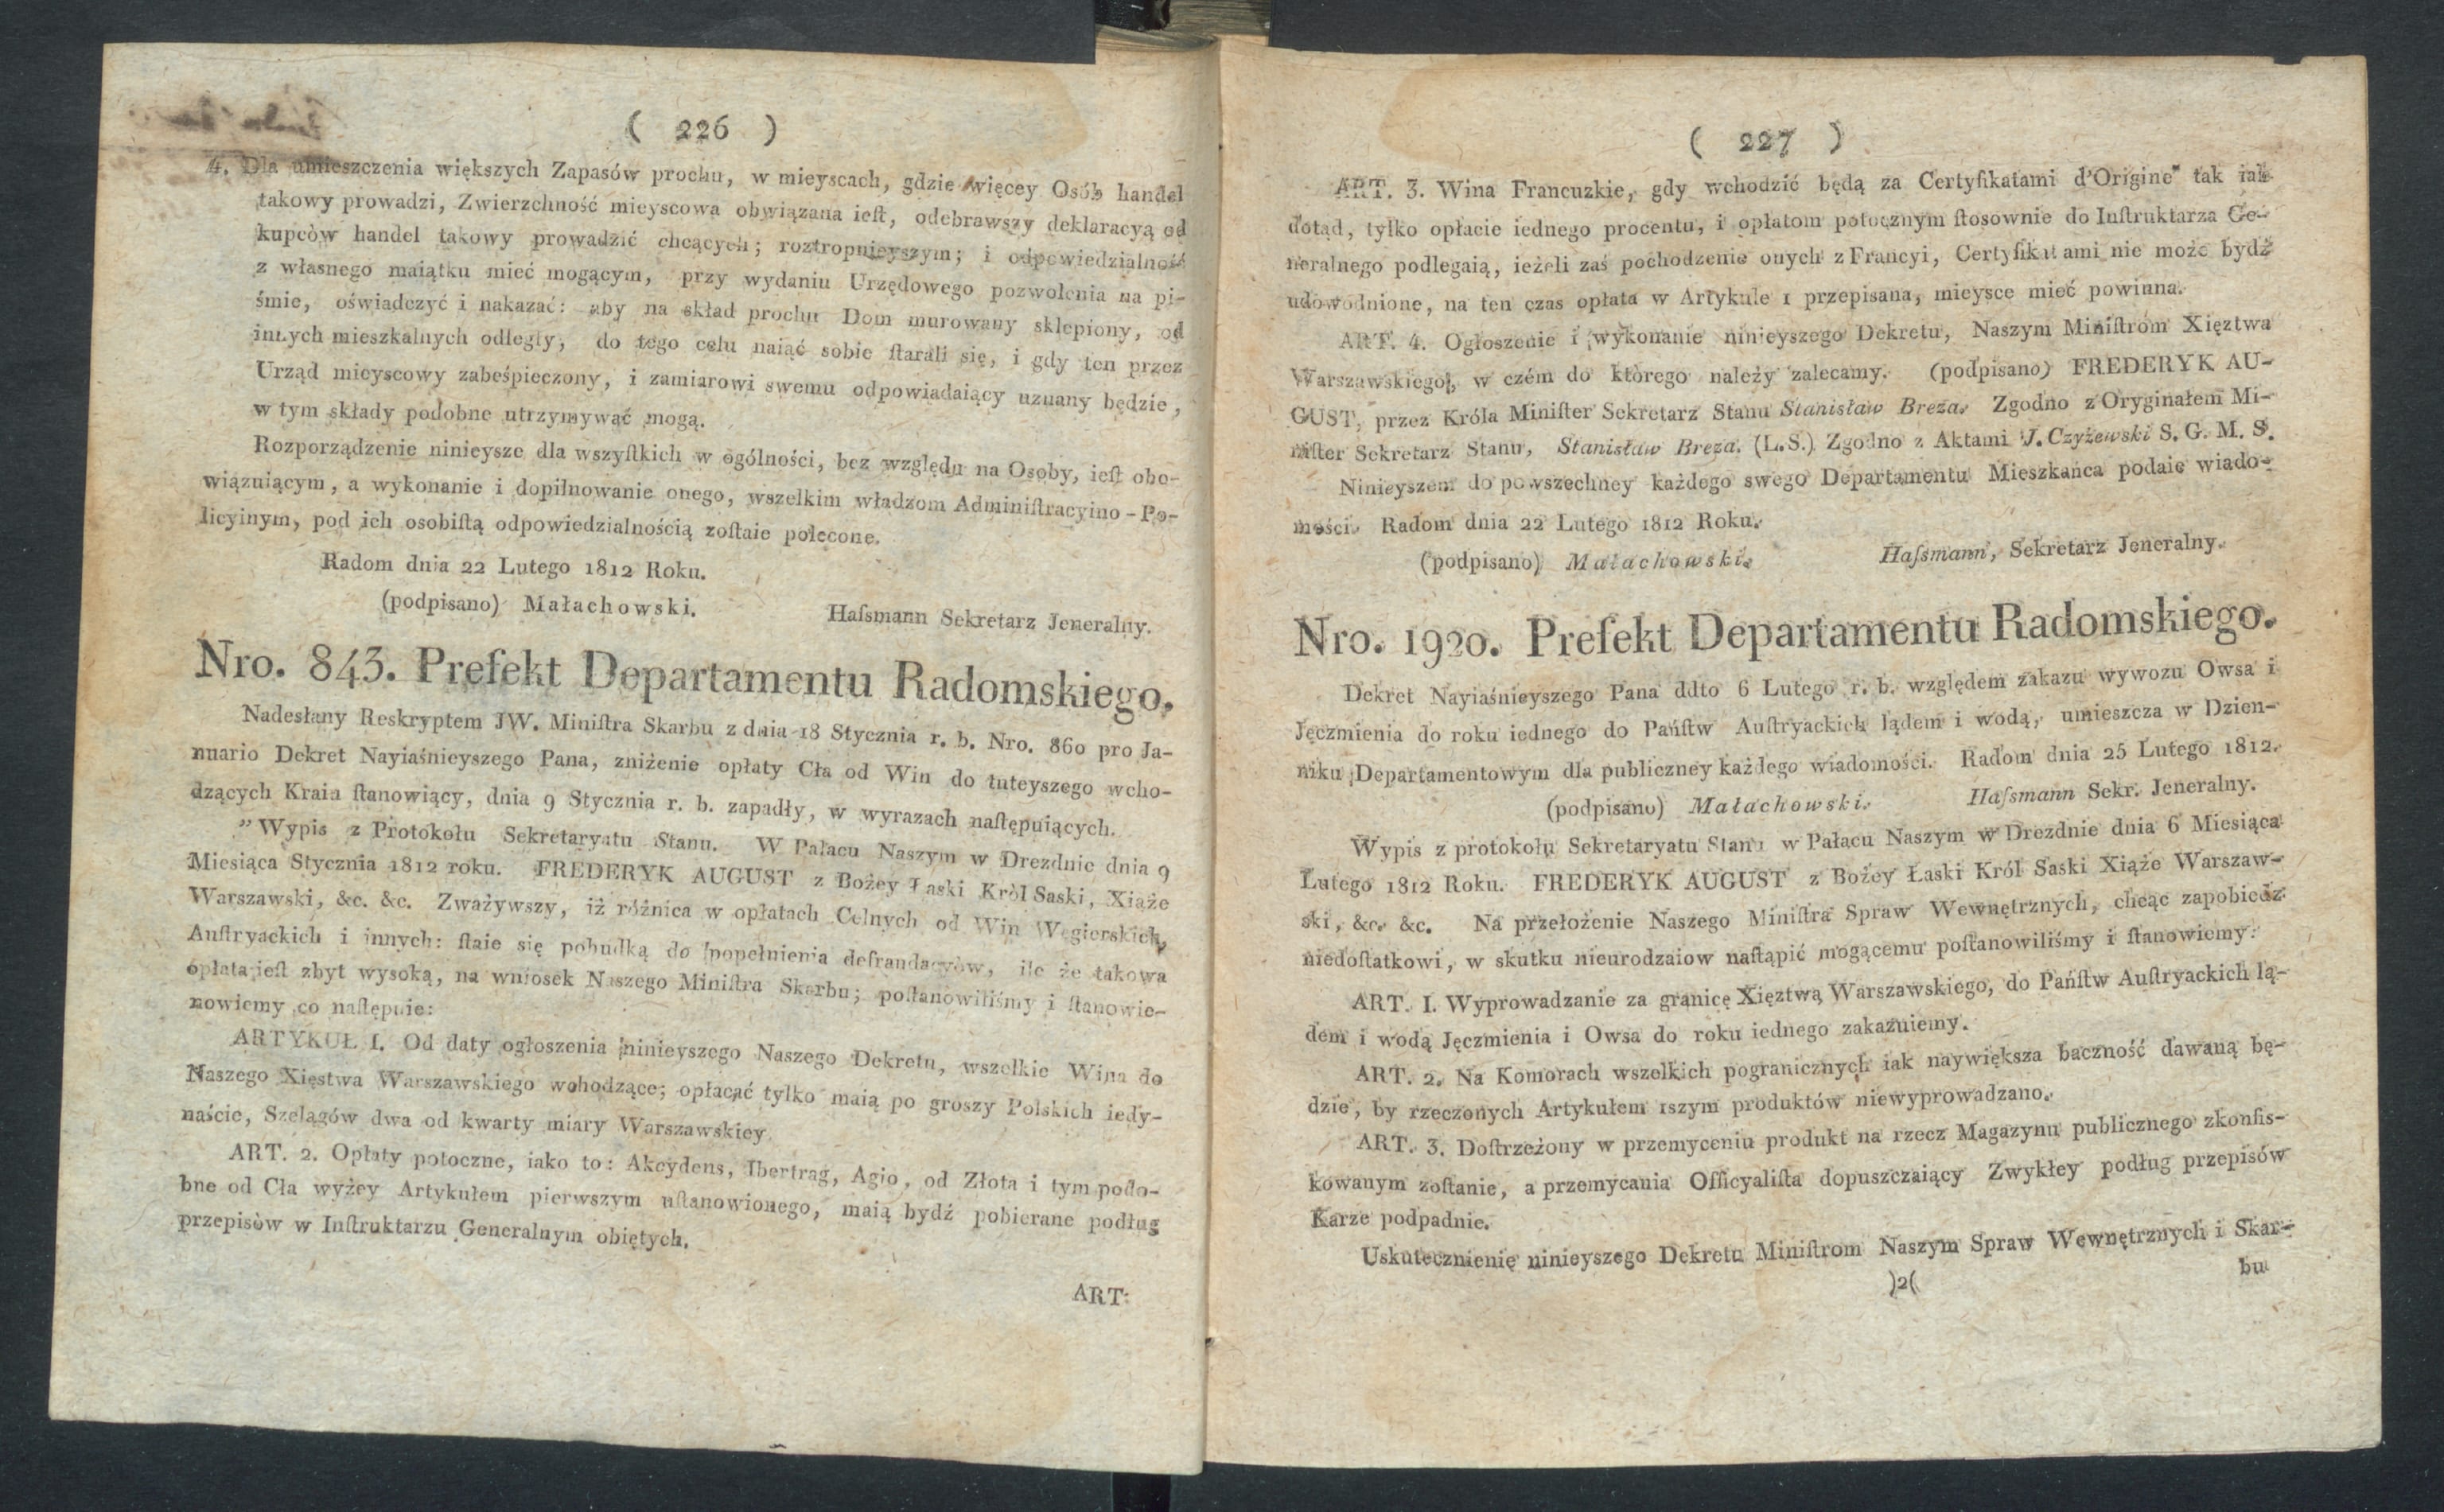 ( 226 )
4. Dla umieszczenia większych Zapasów prochu, w mieyscach, gdzie więcey Osób handel
takowy prowadzi, Zwierzchność mieyscowa obwiązana ieſt, odebrawszy deklaracyą od
kupców handel takowy prowadzić chcących; roztropnieyszym; i odpowiedzialność
z własnego maiątku mieć mogącym, przy wydaniu Urzędowego pozwolenia na pi-
śmie, oświadczyć i nakazać: aby na skład prochu Dom murowany sklepiony, od
innych mieszkalnych odległy, do tego celu naiąć sobie ſtarali się, i gdy ten przez
Urząd mieyscowy zabeśpieczony, i zamiarowi swemu odpowiadaiący uznany będzie,
w tym składy podobne utrzymywać mogą.
Rozporządzenie ninieysze dla wszyſtkich w ogólności, bez względu na Osoby, ieſt obo-
wiązuiącym, a wykonanie i dopilnowanie onego, wszelkim władzom Adminiſtracyino-Po-
licyinym, pod ich osobiſtą odpowiedzialnością zoſtaie polecone.
Radom dnia 22 Lutego 1812 Roku.
(podpisano) Małachowski. Haſsmann Sekretarz Jeneralny.
Nro. 843. Prefekt Departamentu Radomskiego.
Nadesłany Reskryptem JW. Miniſtra Skarbu z dnia 18 Stycznia r. b. Nro. 860 pro Ja-
nuario Dekret Nayiaśnieyszego Pana, zniżenie opłaty Cła od Win do tuteyszego wcho-
dzących Kraiu ſtanowiący, dnia 9 Stycznia r. b. zapadły, w wyrazach naſtępuiących.
"Wypis z Protokołu Sekretaryatu Stanu. W Pałacu Naszym w Drezdnie dnia 9
Miesiąca Stycznia 1812 roku. FREDERYK AUGUST z Bożey Łaski Król Saski, Xiąże
Warszawski, &c. &c. Zważywszy, iż różnica w opłatach Celnych od Win Węgierskich,
Auſtryackich i innych: ſtaie się pobudką do popełnienia defraudacyów, ile że takowa
opłata ieſt zbyt wysoką, na wniosek Naszego Miniſtra Skarbu; poſtanowiliśmy i ſtanowie-
nowiemy co naſtępuie:
ARTYKUŁ I. Od daty ogłoszenia ninieyszego Naszego Dekretu, wszelkie Wina do
Naszego Xięstwa Warszawskiego wchodzące; opłacać tylko maią po groszy Polskich iedy-
naście, Szelągów dwa od kwarty miary Warszawskiey
ART. 2. Opłaty potoczne, iako to: Akcydens, Ibertrag, Agio, od Złota i tym podo-
bne od Cła wyżey Artykułem pierwszym uſtanowionego, maią bydź pobierane podług
przepisów w Inſtruktarzu Generalnym obiętych.
ART:
( 227 )
ART. 3. Wina Francuzkie, gdy wchodzić będą za Certyfikatami d'Origine" tak iak
dotąd, tylko opłacie iednego procentu, i opłatom potocznym ſtosownie do Inſtruktarza Ge-
neralnego podlegaią, ieżeli zaś pochodzenie onych z Francyi, Certyfikatami nie może bydź
udowodnione, na ten czas opłata w Artykule 1 przepisana, mieysce mieć powinna.
ART. 4. Ogłoszenie i wykonanie ninieyszego Dekretu, Naszym Miniſtrom Xięztwa
Warszawskiego, w czém do którego należy zalecamy. (podpisano) FREDERYK AU-
GUST, przez Króla Miniſter Sekretarz Stanu Stanisław Breza. Zgodno z Oryginałem Mi-
niſter Sekretarz Stanu, Stanisław Breza. (L.S.) Zgodno z Aktami J. Czyżewski S. G. M. S.
Ninieyszem do powszechney każdego swego Departamentu Mieszkańca podaie wiado-
mości. Radom dnia 22 Lutego 1812 Roku.
(podpisano) Małachowski. Haſsmann, Sekretarz Jeneralny.
Nro. 1920. Prefekt Departamentu Radomskiego.
Dekret Nayiaśnieyszego Pana ddto 6 Lutego r. b. względem zakazu wywozu Owsa i
Jęczmienia do roku iednego do Pańſtw Auſtryackich lądem i wodą, umieszcza w Dzien-
niku Departamentowym dla publiczney każdego wiadomości. Radom dnia 25 Lutego 1812.
(podpisano) Małachowski. Haſsmann Sekr. Jeneralny.
Wypis z protokołu Sekretaryatu Stanu w Pałacu Naszym w Drezdnie dnia 6 Miesiąca
Lutego 1812 Roku. FREDERYK AUGUST z Bożey Łaski Król Saski Xiąże Warszaw-
ski, &c. &c. Na przełożenie Naszego Miniſtra Spraw Wewnętrznych, chcąc zapobiedz
niedoſtatkowi, w skutku nieurodzaiow naſtąpić mogącemu poſtanowiliśmy i ſtanowiemy:
ART. I. Wyprowadzanie za granicę Xięztwa Warszawskiego, do Pańſtw Auſtryackich lą-
dem i wodą Jęczmienia i Owsa do roku iednego zakazuiemy.
ART. 2. Na Komorach wszelkich pogranicznych iak naywiększa baczność dawaną bę-
dzie, by rzeczonych Artykułem 1szym produktów niewyprowadzano.
ART. 3. Doſtrzeżony w przemyceniu produkt na rzecz Magazynu publicznego zkonfis-
kowanym zoſtanie, a przemycania Officyaliſta dopuszczaiący Zwykłey podług przepisów
Karze podpadnie.
Uskutecznienie ninieyszego Dekretu Miniſtrom Naszym Spraw Wewnętrznych i Skar-
)2(
bu